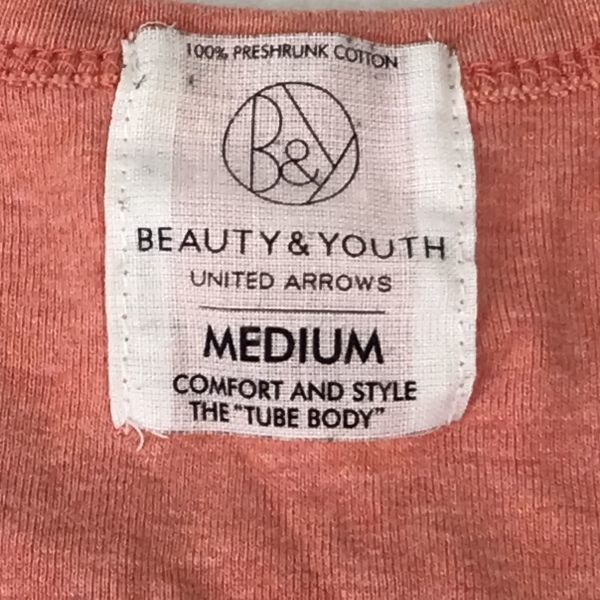 100% PRESHRUNK COTTON
B&Y
BEAUTY & YOUTH
UNITED ARROWS
MEDIUM
COMFORT AND STYLE
THE "TUBE BODY"